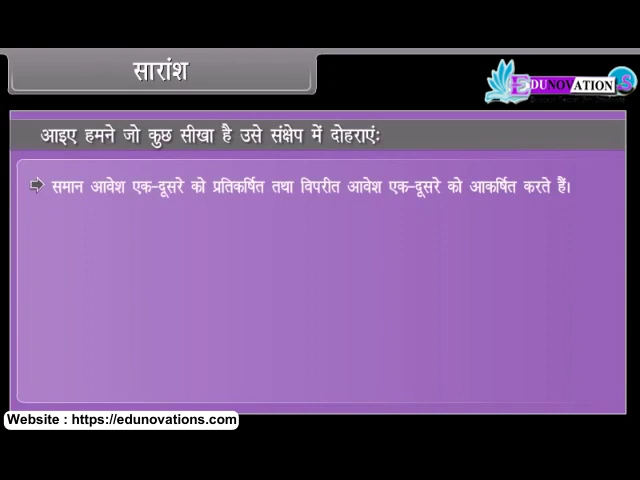 सारांश
EDUNOVATION S
आइए हमने जो कुछ सीखा है उसे संक्षेप में दोहराएं:
समान आवेश एक-दूसरे को प्रतिकर्षित तथा विपरीत आवेश एक-दूसरे को आकर्षित करते हैं।
Website : https://edunovations.com